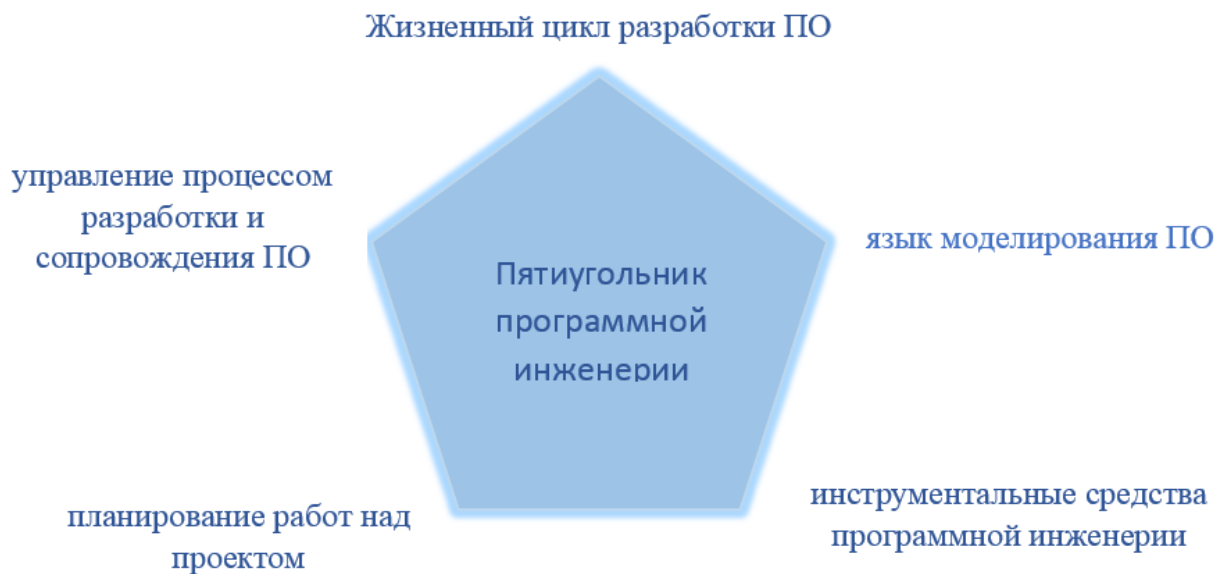 Жизненный цикл разработки ПО
управление процессом
разработки и
сопровождения ПО
язык моделирования ПО
Пятиугольник
программной
инженерии
инструментальные средства
программной инженерии
планирование работ над
проектом